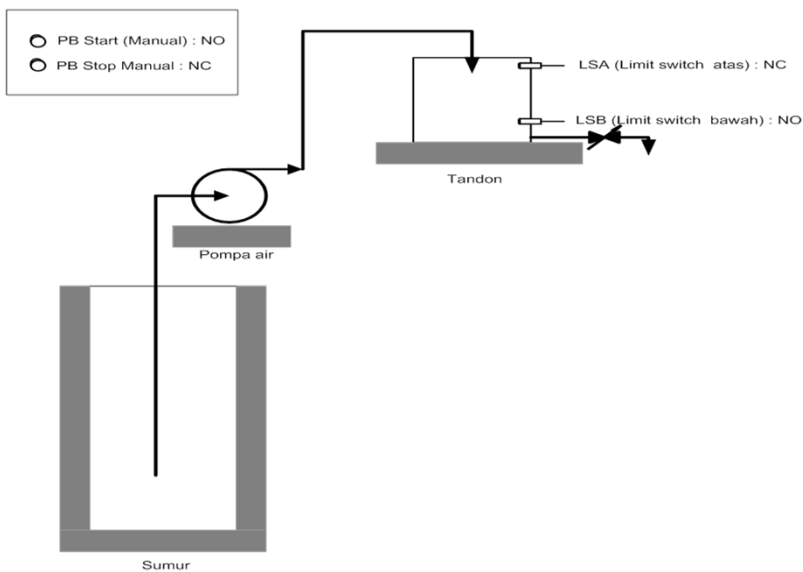 PB Start (Manual) : NO
PB Stop Manual : NC
LSA (Limit switch atas) : NC
LSB (Limit switch bawah) : NO
Tandon
Pompa air
Sumur